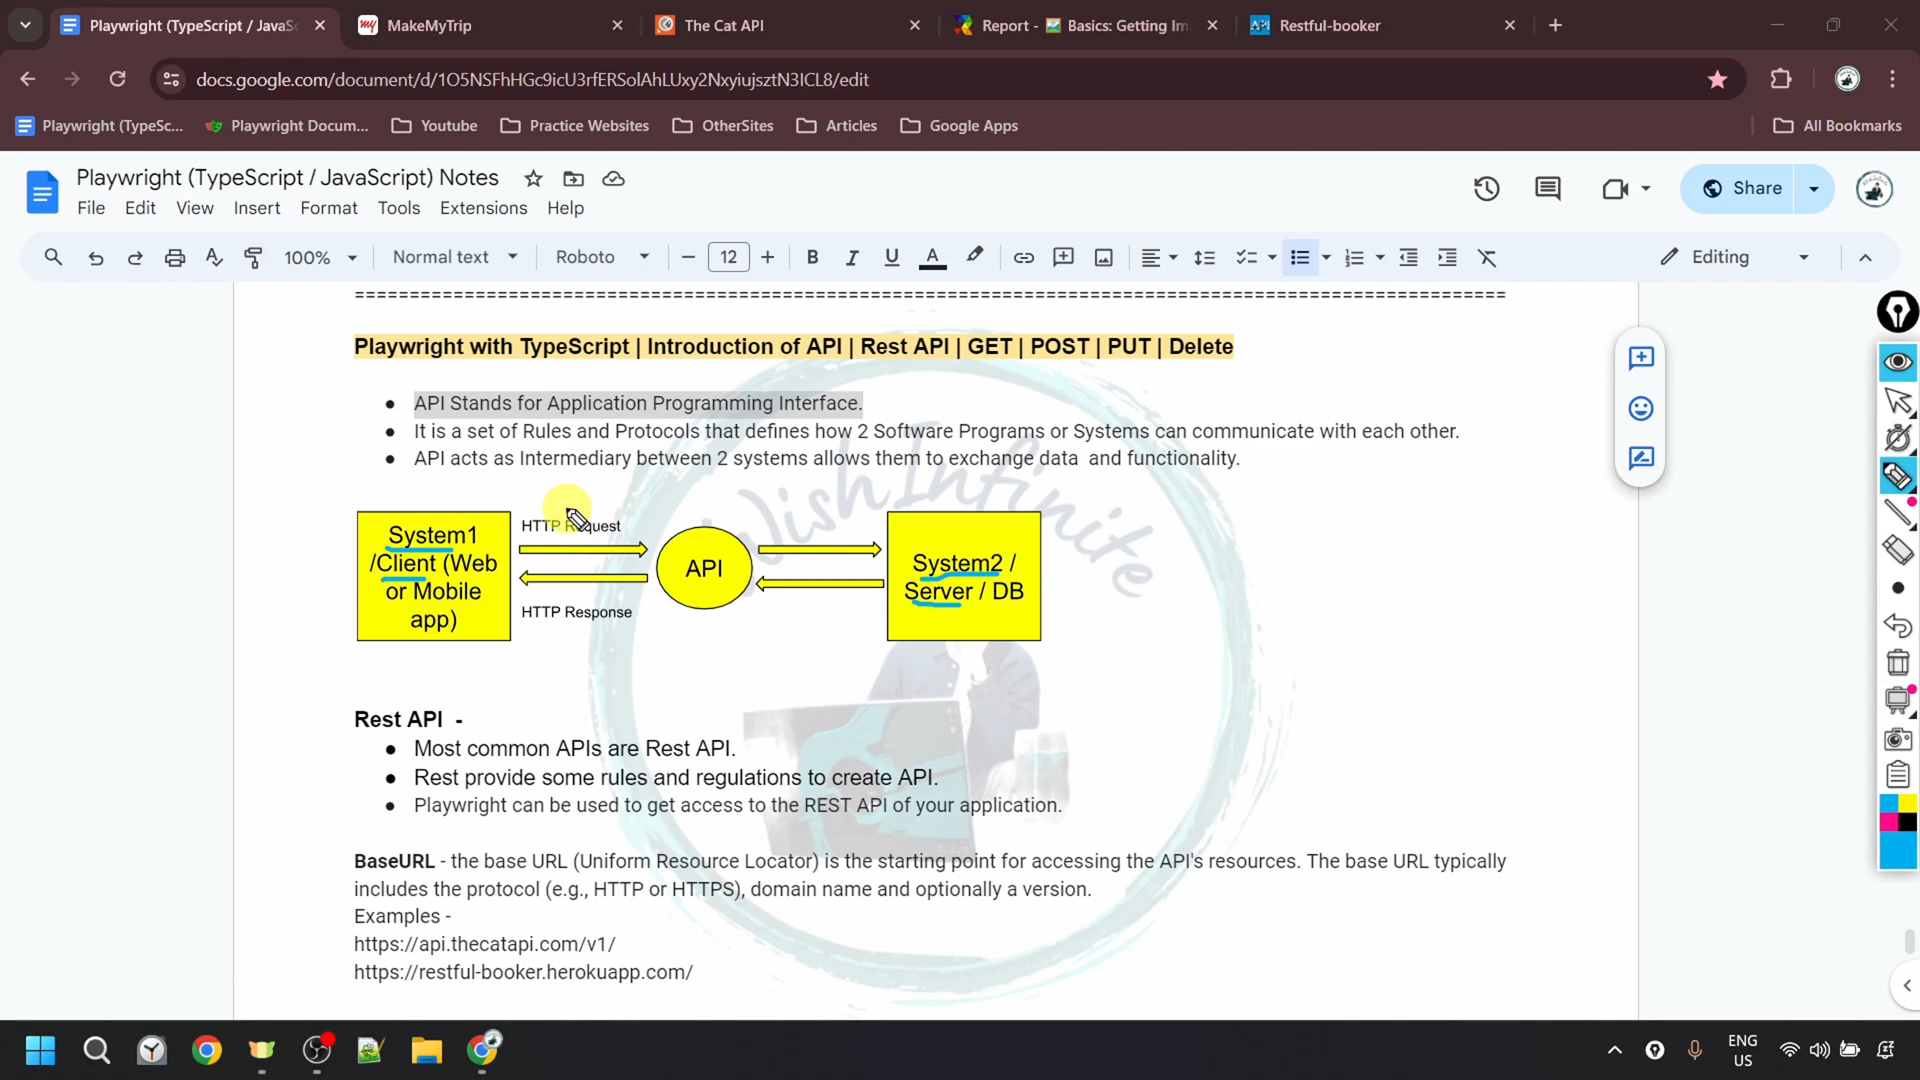 Playwright (TypeScript / JavaSc
MakeMyTrip
The Cat API
Report - Basics: Getting Im
Restful-booker
docs.google.com/document/d/1O5NSFhHGc9icU3rfERSolAhLUxy2NxyiujsztN3ICL8/edit
Playwright (TypeSc...
Playwright Docum...
Youtube
Practice Websites
OtherSites
Articles
Google Apps
All Bookmarks
Playwright (TypeScript / JavaScript) Notes
Share
File Edit View Insert Format Tools Extensions Help
100% Normal text Roboto 12 B I U A Editing
Playwright with TypeScript | Introduction of API | Rest API | GET | POST | PUT | Delete
● API Stands for Application Programming Interface.
● It is a set of Rules and Protocols that defines how 2 Software Programs or Systems can communicate with each other.
● API acts as Intermediary between 2 systems allows them to exchange data and functionality.
WishInfinite
HTTP Request
System1
/Client (Web
or Mobile
app)
API
System2 /
Server / DB
HTTP Response
Rest API -
● Most common APIs are Rest API.
● Rest provide some rules and regulations to create API.
● Playwright can be used to get access to the REST API of your application.
BaseURL - the base URL (Uniform Resource Locator) is the starting point for accessing the API's resources. The base URL typically
includes the protocol (e.g., HTTP or HTTPS), domain name and optionally a version.
Examples -
https://api.thecatapi.com/v1/
https://restful-booker.herokuapp.com/
ENG
US